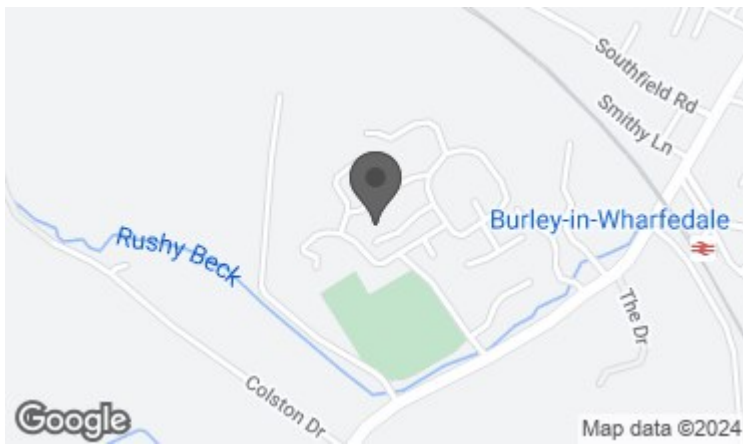 Southfield Rd
Smithy Ln
Burley-in-Wharfedale
Rushy Beck
The Dr
Colston Dr
Google
Map data ©2024